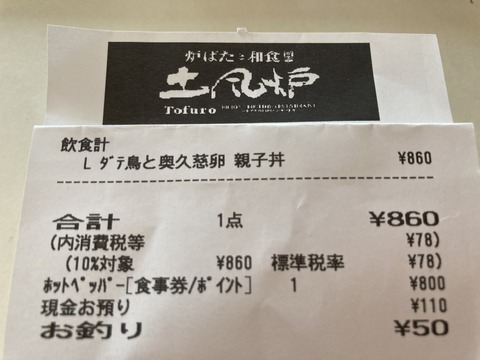 炉ばたと和食
土風炉
Tofuro
飲食計
L ﾀﾞﾃ鳥と奥久慈卵 親子丼 ¥860
合計 1点 ¥860
(内消費税等 ¥78)
(10%対象 ¥860 標準税率 ¥78)
ﾎｯﾄﾍﾟｯﾊﾟｰ[食事券/ﾎﾟｲﾝﾄ] 1 ¥800
現金お預り ¥110
お釣り ¥50